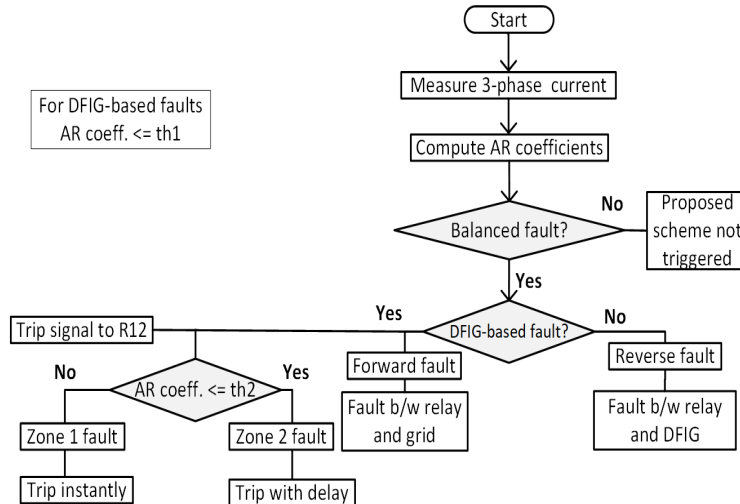 Start
Measure 3-phase current
For DFIG-based faults
AR coeff. <= th1
Compute AR coefficients
Balanced fault?
No
Proposed
scheme not
triggered
Yes
DFIG-based fault?
Yes
No
Trip signal to R12
Forward fault
Reverse fault
Fault b/w relay
and grid
Fault b/w relay
and DFIG
AR coeff. <= th2
No
Yes
Zone 1 fault
Zone 2 fault
Trip instantly
Trip with delay